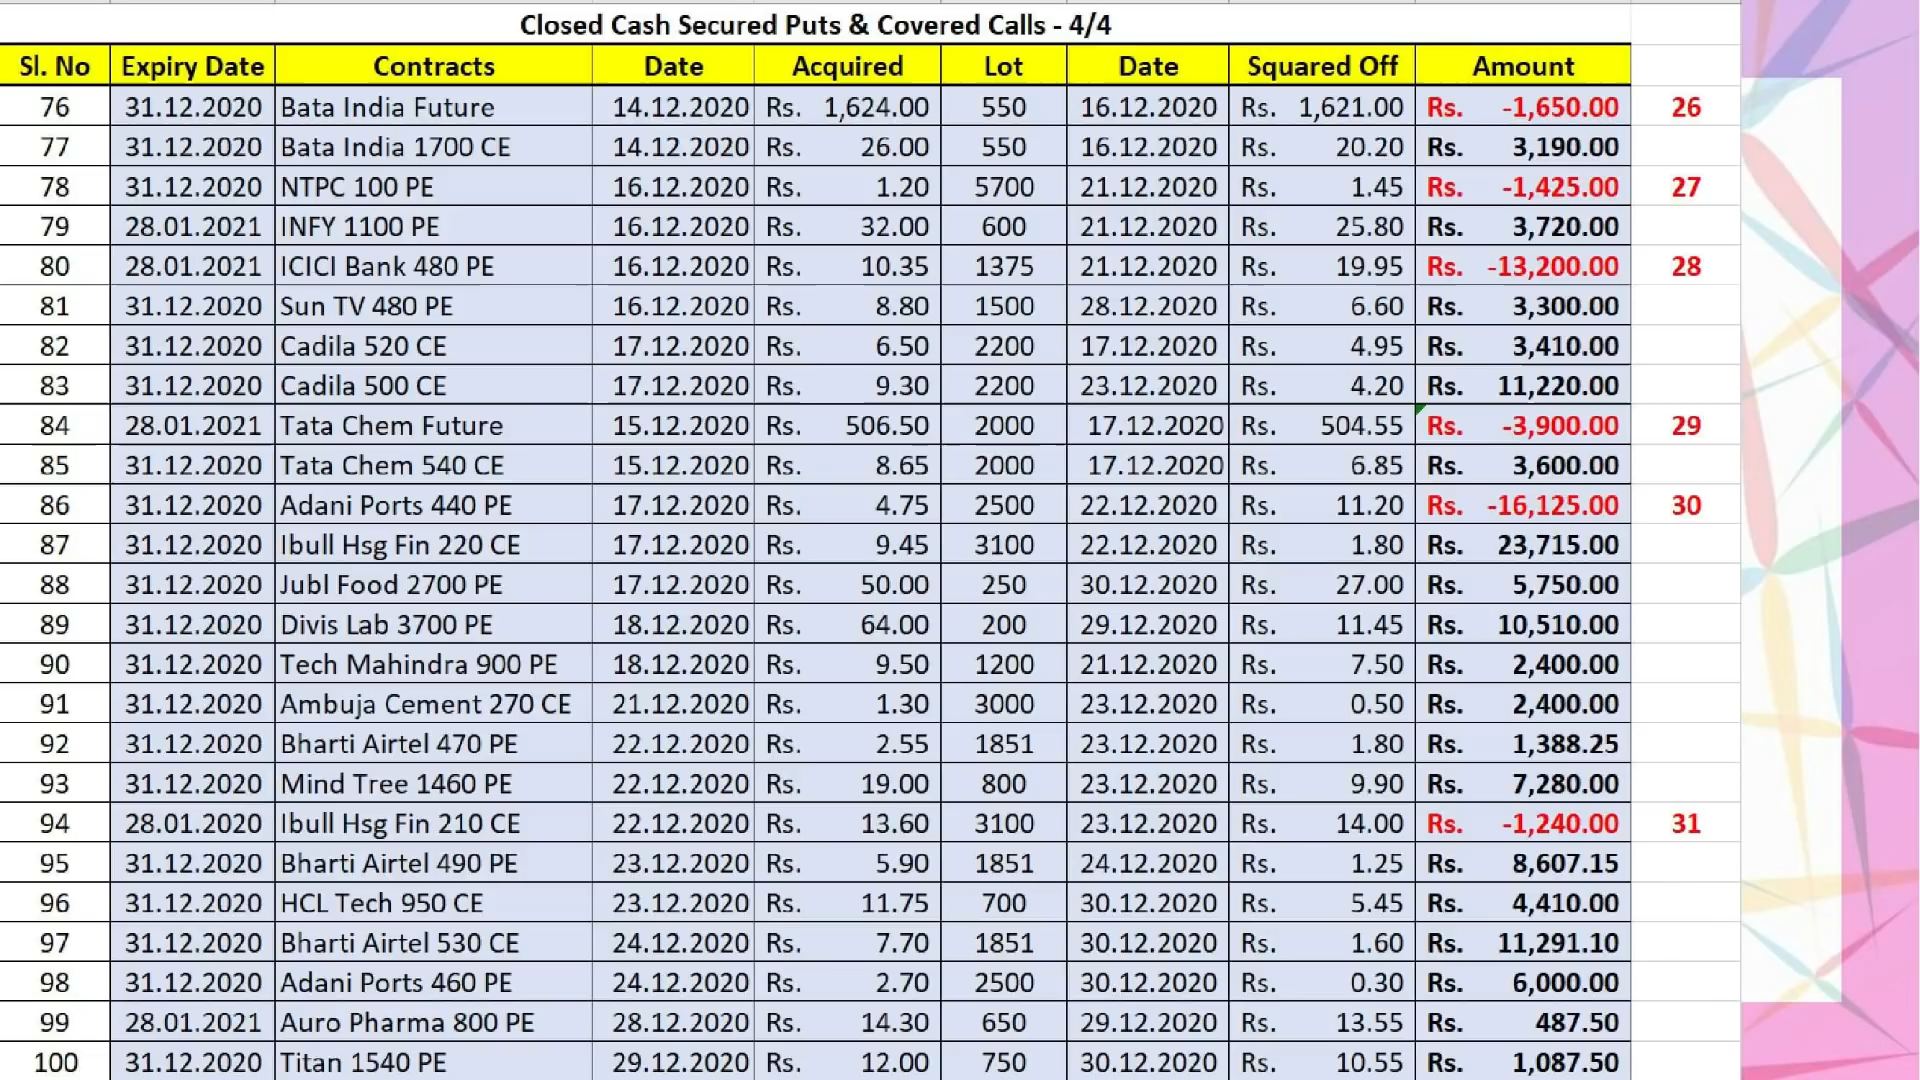 Closed Cash Secured Puts & Covered Calls - 4/4
Sl. No Expiry Date Contracts Date Acquired Lot Date Squared Off Amount
76 31.12.2020 Bata India Future 14.12.2020 Rs. 1,624.00 550 16.12.2020 Rs. 1,621.00 Rs. -1,650.00 26
77 31.12.2020 Bata India 1700 CE 14.12.2020 Rs. 26.00 550 16.12.2020 Rs. 20.20 Rs. 3,190.00
78 31.12.2020 NTPC 100 PE 16.12.2020 Rs. 1.20 5700 21.12.2020 Rs. 1.45 Rs. -1,425.00 27
79 28.01.2021 INFY 1100 PE 16.12.2020 Rs. 32.00 600 21.12.2020 Rs. 25.80 Rs. 3,720.00
80 28.01.2021 ICICI Bank 480 PE 16.12.2020 Rs. 10.35 1375 21.12.2020 Rs. 19.95 Rs. -13,200.00 28
81 31.12.2020 Sun TV 480 PE 16.12.2020 Rs. 8.80 1500 28.12.2020 Rs. 6.60 Rs. 3,300.00
82 31.12.2020 Cadila 520 CE 17.12.2020 Rs. 6.50 2200 17.12.2020 Rs. 4.95 Rs. 3,410.00
83 31.12.2020 Cadila 500 CE 17.12.2020 Rs. 9.30 2200 23.12.2020 Rs. 4.20 Rs. 11,220.00
84 28.01.2021 Tata Chem Future 15.12.2020 Rs. 506.50 2000 17.12.2020 Rs. 504.55 Rs. -3,900.00 29
85 31.12.2020 Tata Chem 540 CE 15.12.2020 Rs. 8.65 2000 17.12.2020 Rs. 6.85 Rs. 3,600.00
86 31.12.2020 Adani Ports 440 PE 17.12.2020 Rs. 4.75 2500 22.12.2020 Rs. 11.20 Rs. -16,125.00 30
87 31.12.2020 Ibull Hsg Fin 220 CE 17.12.2020 Rs. 9.45 3100 22.12.2020 Rs. 1.80 Rs. 23,715.00
88 31.12.2020 Jubl Food 2700 PE 17.12.2020 Rs. 50.00 250 30.12.2020 Rs. 27.00 Rs. 5,750.00
89 31.12.2020 Divis Lab 3700 PE 18.12.2020 Rs. 64.00 200 29.12.2020 Rs. 11.45 Rs. 10,510.00
90 31.12.2020 Tech Mahindra 900 PE 18.12.2020 Rs. 9.50 1200 21.12.2020 Rs. 7.50 Rs. 2,400.00
91 31.12.2020 Ambuja Cement 270 CE 21.12.2020 Rs. 1.30 3000 23.12.2020 Rs. 0.50 Rs. 2,400.00
92 31.12.2020 Bharti Airtel 470 PE 22.12.2020 Rs. 2.55 1851 23.12.2020 Rs. 1.80 Rs. 1,388.25
93 31.12.2020 Mind Tree 1460 PE 22.12.2020 Rs. 19.00 800 23.12.2020 Rs. 9.90 Rs. 7,280.00
94 28.01.2020 Ibull Hsg Fin 210 CE 22.12.2020 Rs. 13.60 3100 23.12.2020 Rs. 14.00 Rs. -1,240.00 31
95 31.12.2020 Bharti Airtel 490 PE 23.12.2020 Rs. 5.90 1851 24.12.2020 Rs. 1.25 Rs. 8,607.15
96 31.12.2020 HCL Tech 950 CE 23.12.2020 Rs. 11.75 700 30.12.2020 Rs. 5.45 Rs. 4,410.00
97 31.12.2020 Bharti Airtel 530 CE 24.12.2020 Rs. 7.70 1851 30.12.2020 Rs. 1.60 Rs. 11,291.10
98 31.12.2020 Adani Ports 460 PE 24.12.2020 Rs. 2.70 2500 30.12.2020 Rs. 0.30 Rs. 6,000.00
99 28.01.2021 Auro Pharma 800 PE 28.12.2020 Rs. 14.30 650 29.12.2020 Rs. 13.55 Rs. 487.50
100 31.12.2020 Titan 1540 PE 29.12.2020 Rs. 12.00 750 30.12.2020 Rs. 10.55 Rs. 1,087.50